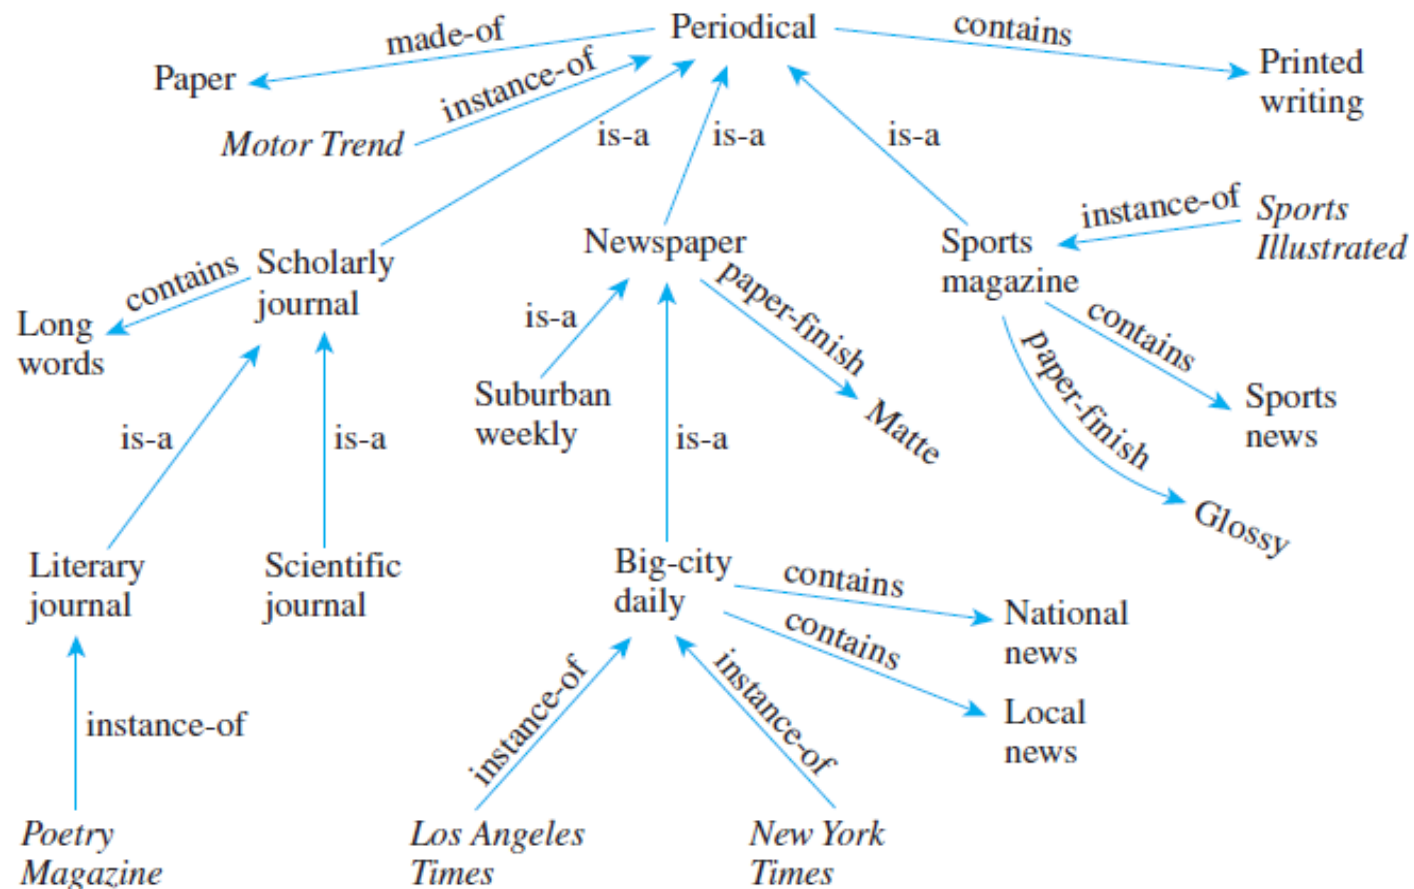 Periodical
made-of
contains
Paper
instance-of
Printed
writing
Motor Trend
is-a
is-a
is-a
instance-of
Sports
Illustrated
Newspaper
Sports
magazine
Scholarly
journal
contains
Long
words
is-a
paper-finish
contains
paper-finish
Suburban
weekly
Matte
Sports
news
is-a
is-a
is-a
Glossy
Literary
journal
Scientific
journal
Big-city
daily
contains
National
news
contains
Local
news
instance-of
instance-of
instance-of
Poetry
Magazine
Los Angeles
Times
New York
Times